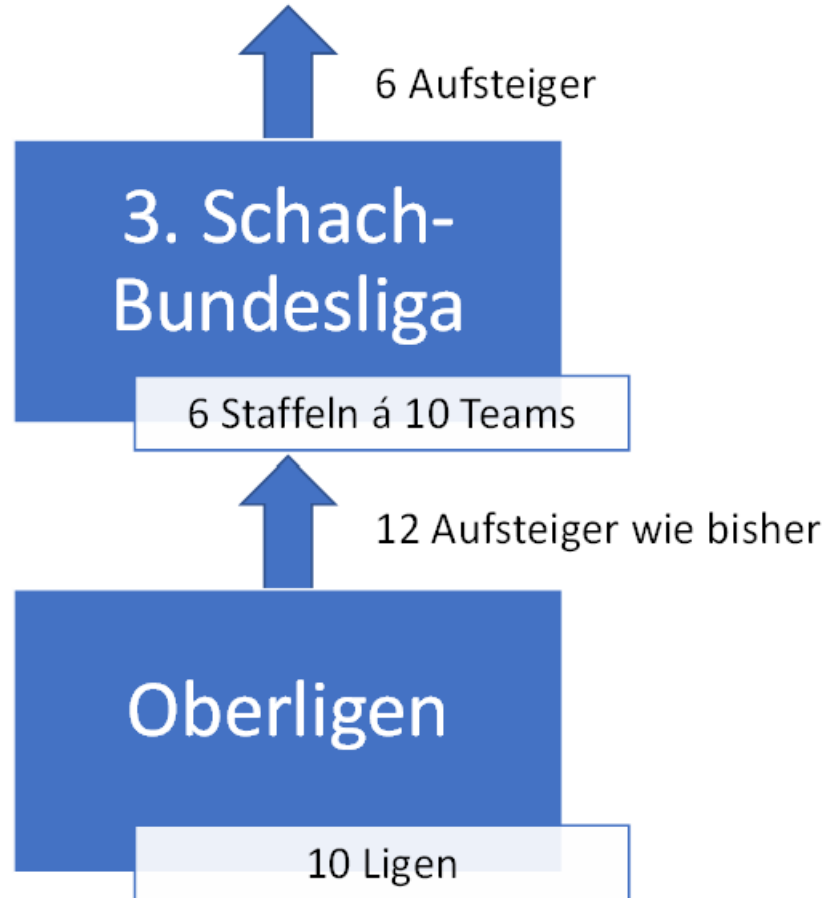 6 Aufsteiger
3. Schach-
Bundesliga
6 Staffeln á 10 Teams
12 Aufsteiger wie bisher
Oberligen
10 Ligen